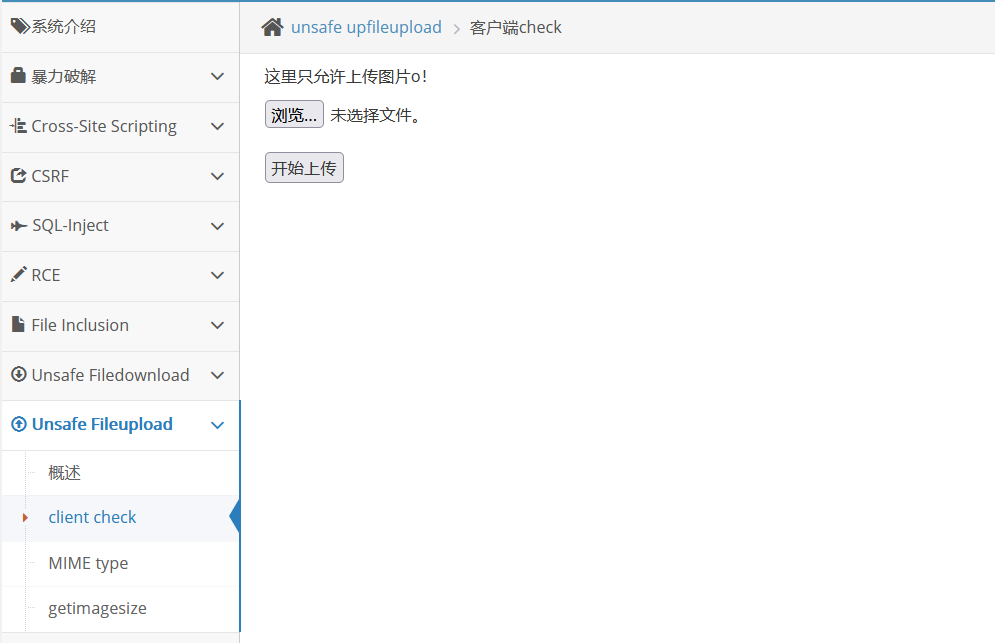 系统介绍
暴力破解
Cross-Site Scripting
CSRF
SQL-Inject
RCE
File Inclusion
Unsafe Filedownload
Unsafe Fileupload
概述
client check
MIME type
getimagesize
unsafe upfileupload > 客户端check
这里只允许上传图片o!
浏览... 未选择文件。
开始上传